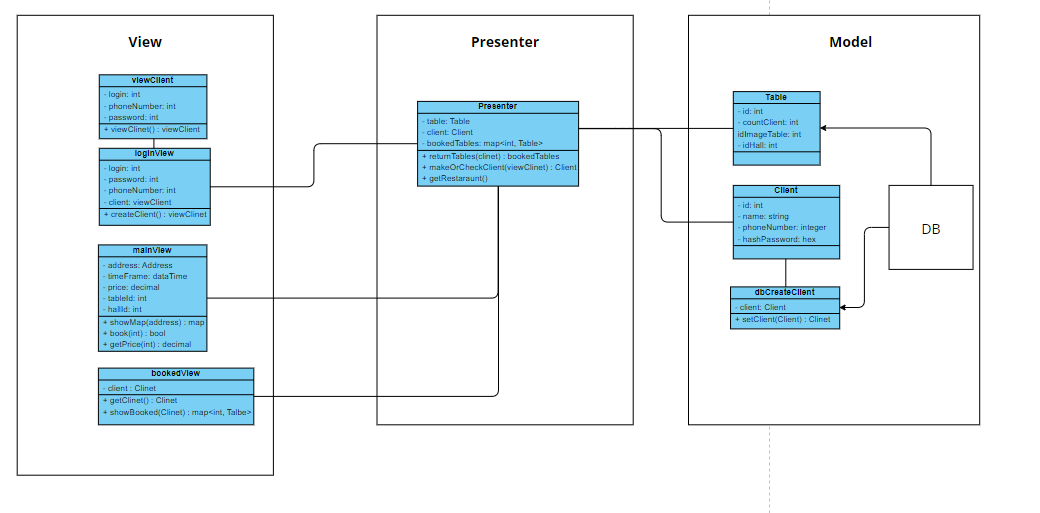 View
viewClient
- login: int
- phoneNumber: int
- password: int
+ viewClinet() : viewClient
loginView
- login: int
- password: int
- phoneNumber: int
- client: viewClient
+ createClient() : viewClinet
mainView
- address: Address
- timeFrame: dataTime
- price: decimal
- tableId: int
- hallId: int
+ showMap(address) : map
+ book(int) : bool
+ getPrice(int) : decimal
bookedView
- client : Clinet
+ getClinet() : Clinet
+ showBooked(Clinet) : map<int, Talbe>
Presenter
Presenter
- table: Table
- client: Client
- bookedTables: map<int, Table>
+ returnTables(clinet) : bookedTables
+ makeOrCheckClient(viewClinet) : Client
+ getRestaraunt()
Model
Table
- id: int
- countClient: int
idImageTable: int
- idHall: int
Client
- id: int
- name: string
- phoneNumber: integer
- hashPassword: hex
dbCreateClient
- client: Client
+ setClient(Client) : Clinet
DB